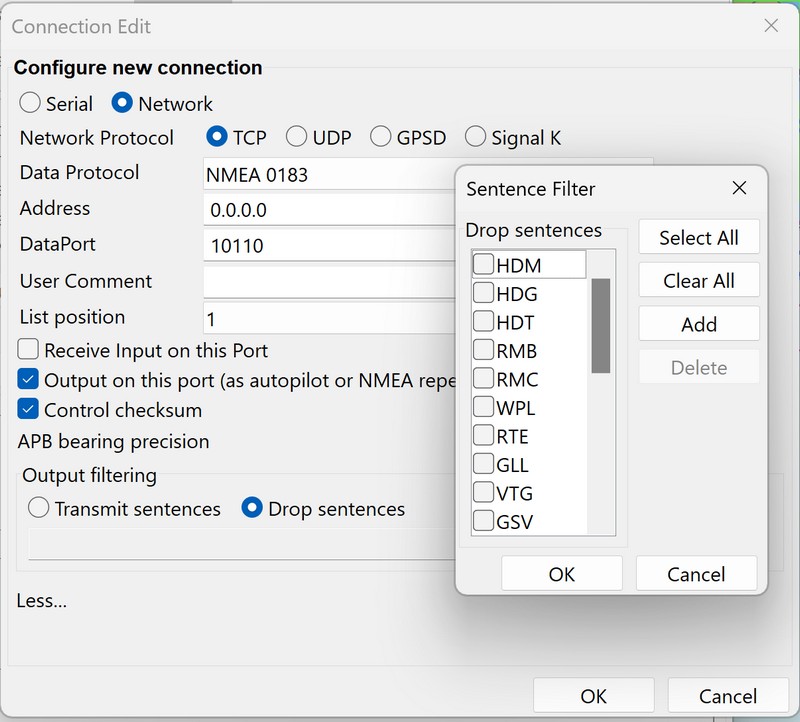 Connection Edit
Configure new connection
Serial Network
Network Protocol TCP UDP GPSD Signal K
Data Protocol NMEA 0183
Address 0.0.0.0
DataPort 10110
User Comment
List position 1
Receive Input on this Port
Output on this port (as autopilot or NMEA repe
Control checksum
APB bearing precision
Output filtering
Transmit sentences Drop sentences
Less...
OK Cancel
Sentence Filter
Drop sentences
HDM
HDG
HDT
RMB
RMC
WPL
RTE
GLL
VTG
GSV
Select All
Clear All
Add
Delete
OK Cancel